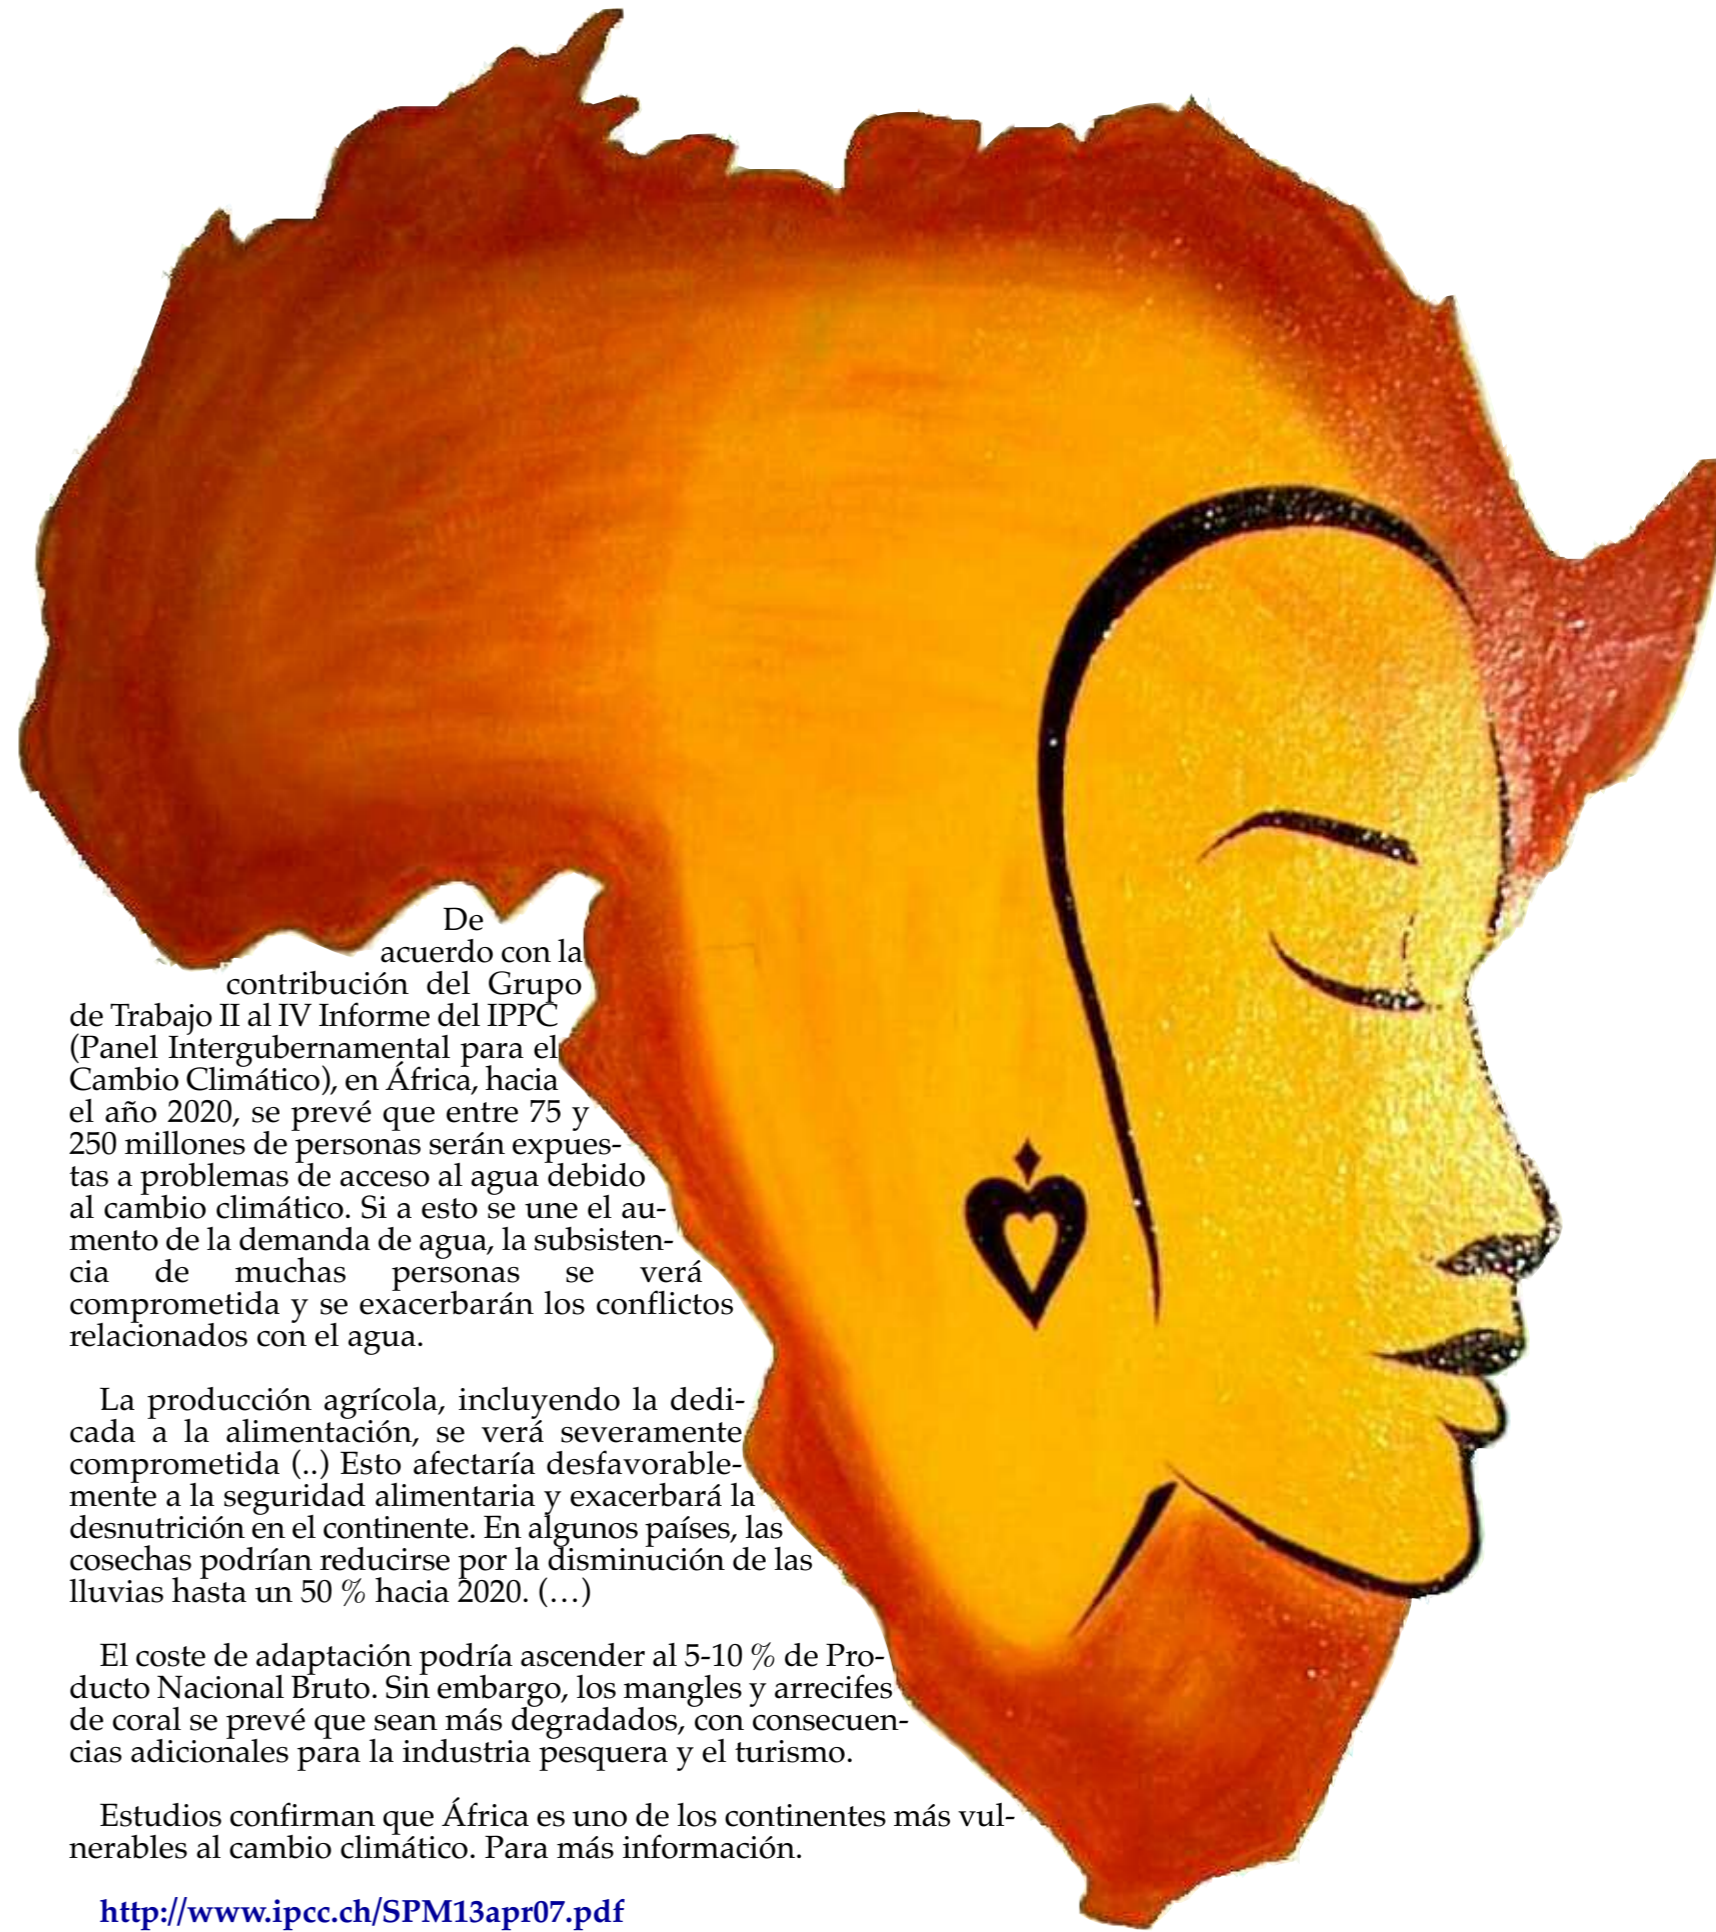 De
acuerdo con la
contribución del Grupo
de Trabajo II al IV Informe del IPPC
(Panel Intergubernamental para el
Cambio Climático), en África, hacia
el año 2020, se prevé que entre 75 y
250 millones de personas serán expues-
tas a problemas de acceso al agua debido
al cambio climático. Si a esto se une el au-
mento de la demanda de agua, la subsisten-
cia de muchas personas se verá
comprometida y se exacerbarán los conflictos
relacionados con el agua.
La producción agrícola, incluyendo la dedi-
cada a la alimentación, se verá severamente
comprometida (..) Esto afectaría desfavorable-
mente a la seguridad alimentaria y exacerbará la
desnutrición en el continente. En algunos países, las
cosechas podrían reducirse por la disminución de las
lluvias hasta un 50 % hacia 2020. (…)
El coste de adaptación podría ascender al 5-10 % de Pro-
ducto Nacional Bruto. Sin embargo, los mangles y arrecifes
de coral se prevé que sean más degradados, con consecuen-
cias adicionales para la industria pesquera y el turismo.
Estudios confirman que África es uno de los continentes más vul-
nerables al cambio climático. Para más información.
http://www.ipcc.ch/SPM13apr07.pdf